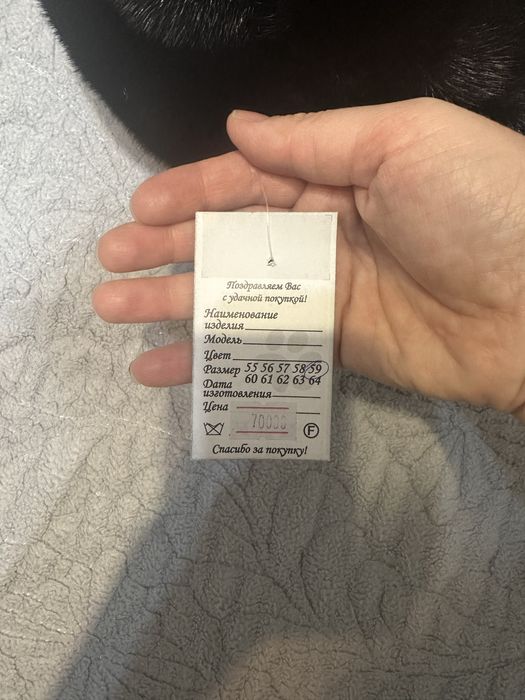 Поздравляем Вас
с удачной покупкой!
Наименование
изделия
Модель
Цвет
Размер 55 56 57 58 59
60 61 62 63 64
Дата
изготовления
Цена 70000
F
Спасибо за покупку!